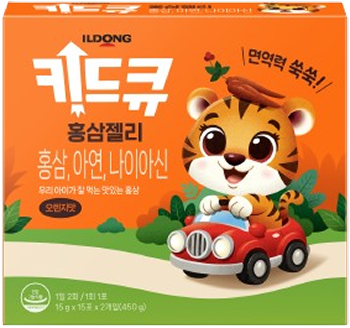 ILDONG
키드큐
홍삼젤리
홍삼, 아연, 나이아신
우리 아이가 잘 먹는 맛있는 홍삼
오렌지맛
면역력 쑥쑥!
1일 2회 / 1회 1포
15 g x 15포 x 2개입(450 g)